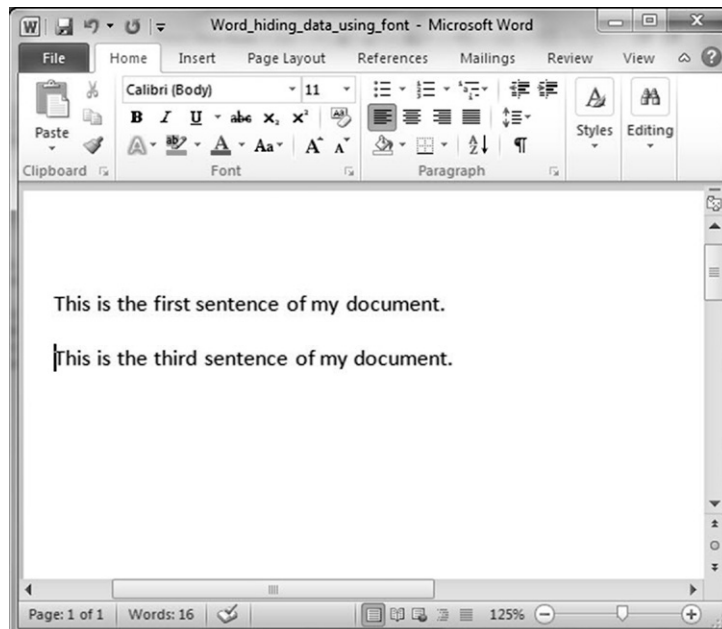 Word_hiding_data_using_font - Microsoft Word
File Home Insert Page Layout References Mailings Review View
Calibri (Body) 11
B I U abe x₂ x²
Paste
Aa A A
Styles Editing
Clipboard Font Paragraph
This is the first sentence of my document.
This is the third sentence of my document.
Page: 1 of 1 Words: 16 125%